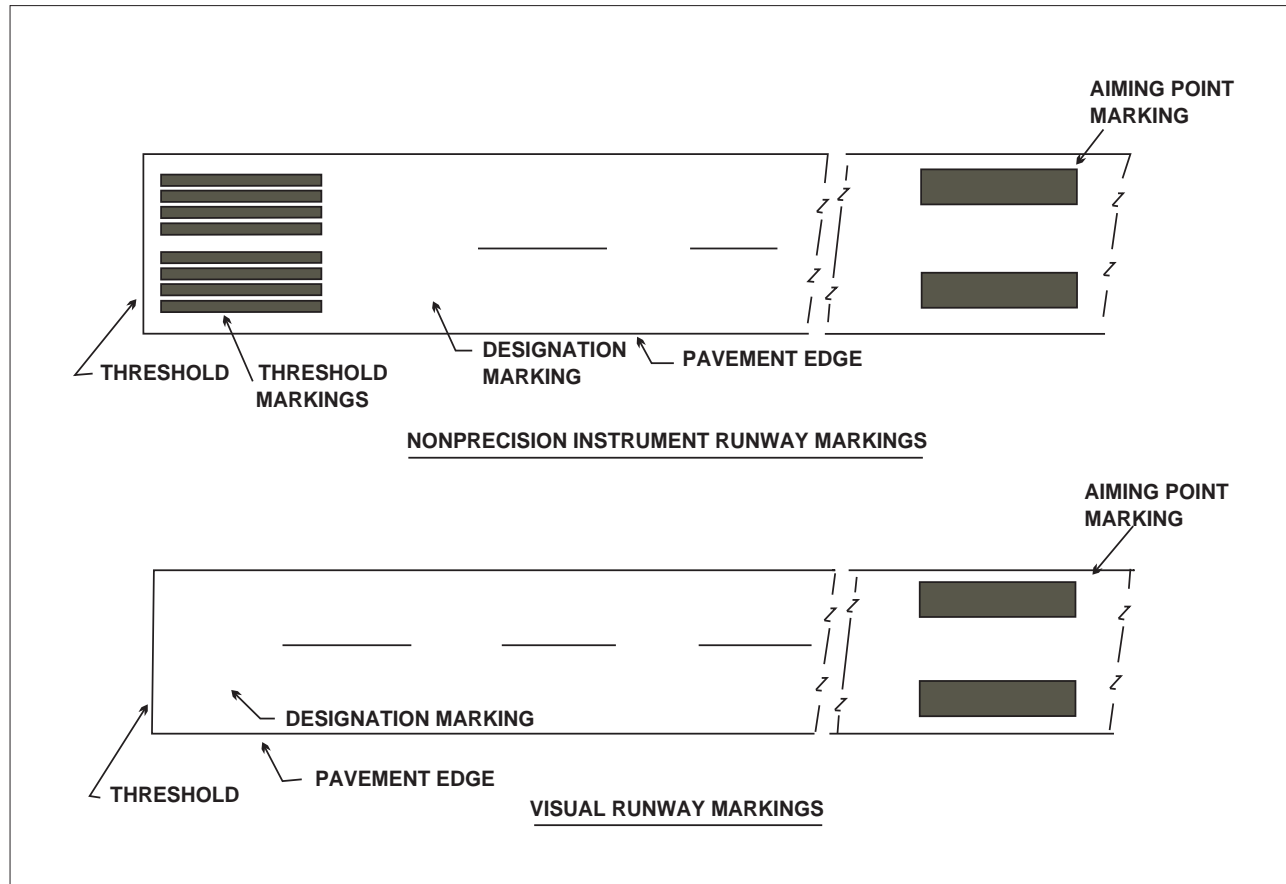 AIMING POINT
MARKING
DESIGNATION
MARKING
PAVEMENT EDGE
THRESHOLD
THRESHOLD
MARKINGS
NONPRECISION INSTRUMENT RUNWAY MARKINGS
AIMING POINT
MARKING
DESIGNATION MARKING
PAVEMENT EDGE
THRESHOLD
VISUAL RUNWAY MARKINGS